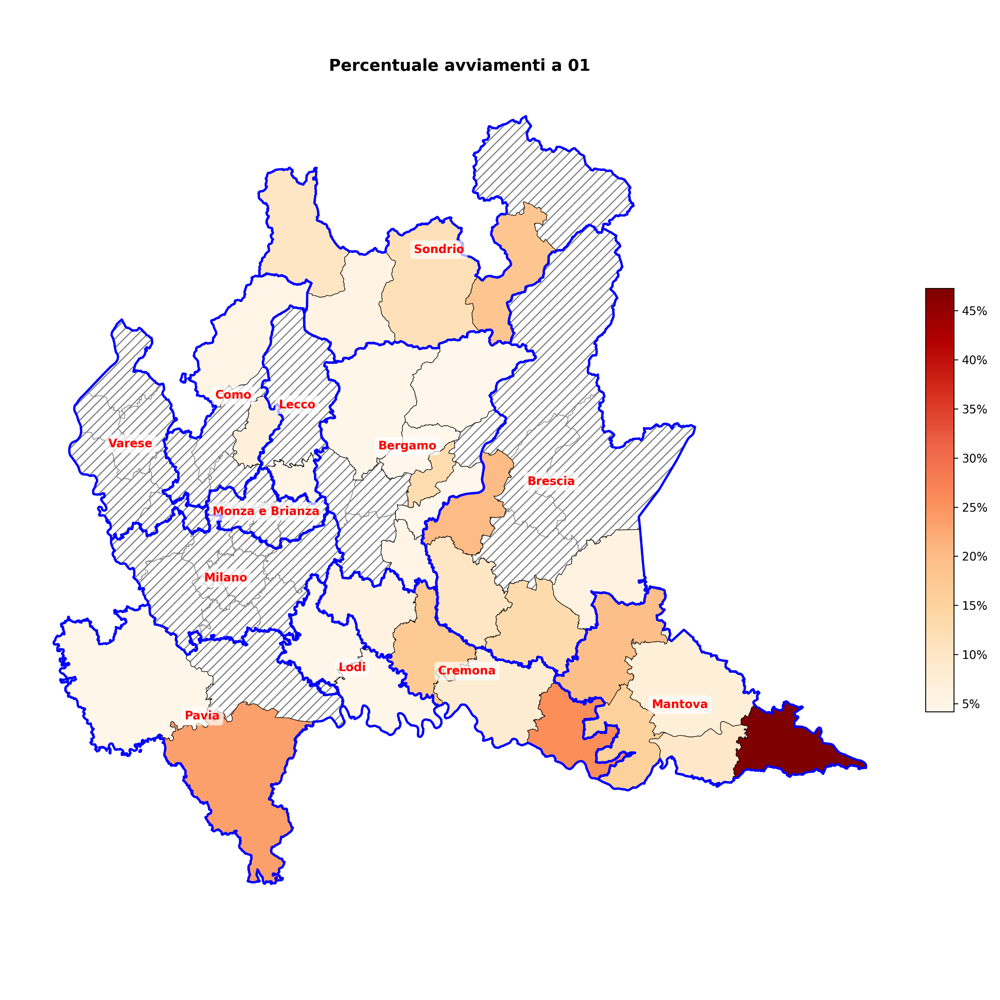 Percentuale avviamenti a 01
Sondrio
Como
Lecco
Varese
Bergamo
Brescia
Monza e Brianza
Milano
Lodi
Cremona
Mantova
Pavia
45%
40%
35%
30%
25%
20%
15%
10%
5%